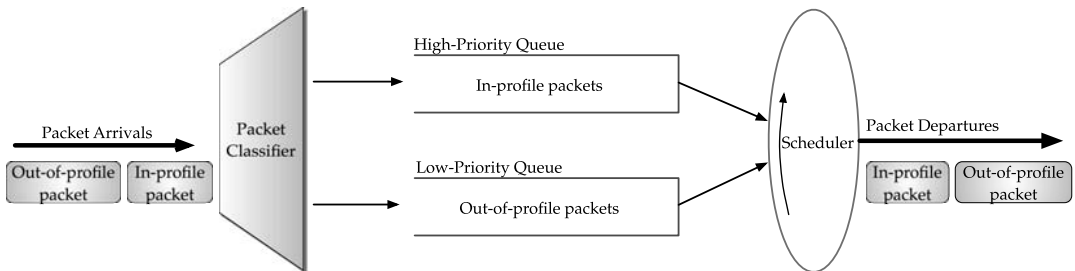 Packet Arrivals
Out-of-profile
packet
In-profile
packet
Packet
Classifier
High-Priority Queue
In-profile packets
Low-Priority Queue
Out-of-profile packets
Scheduler
Packet Departures
In-profile
packet
Out-of-profile
packet